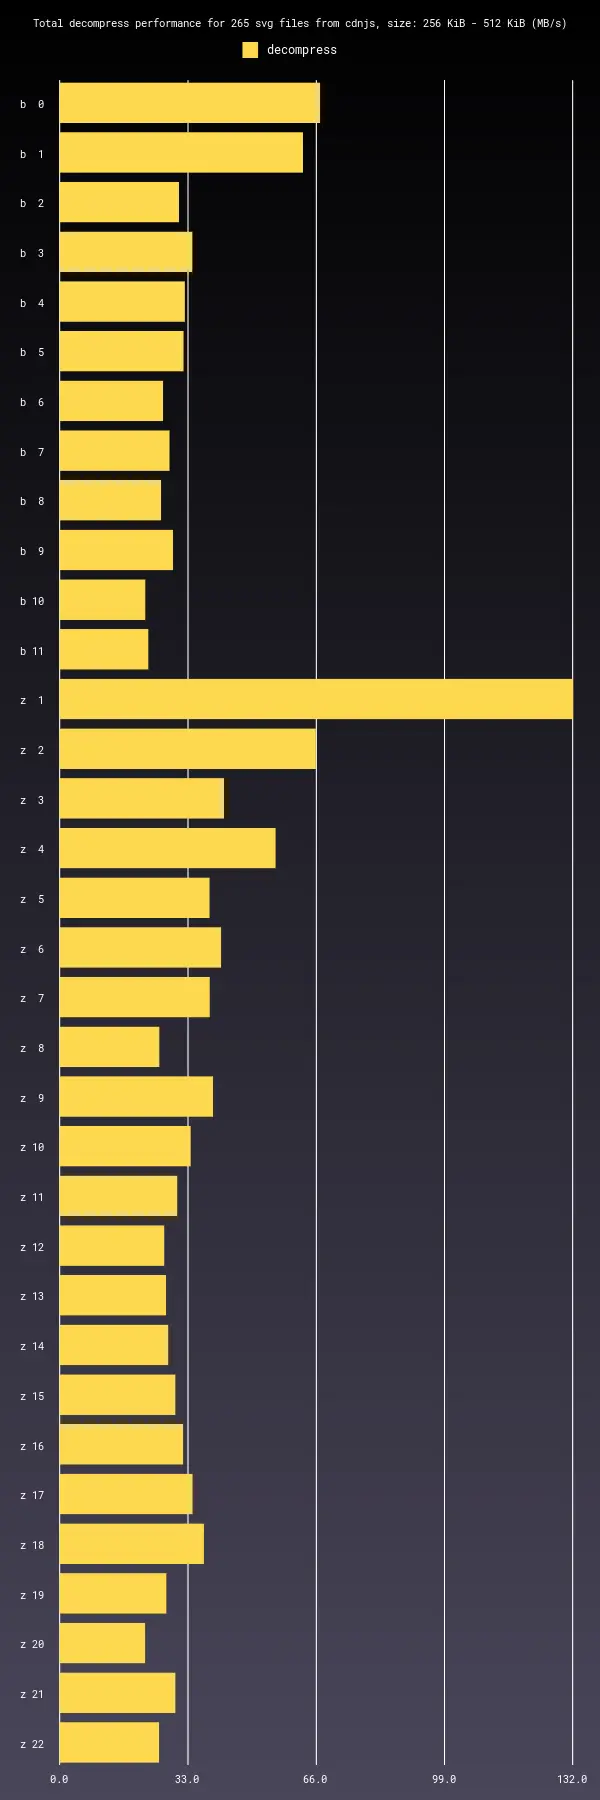 Total decompress performance for 265 svg files from cdnjs, size: 256 KiB - 512 KiB (MB/s)
decompress
b 0
b 1
b 2
b 3
b 4
b 5
b 6
b 7
b 8
b 9
b 10
b 11
z 1
z 2
z 3
z 4
z 5
z 6
z 7
z 8
z 9
z 10
z 11
z 12
z 13
z 14
z 15
z 16
z 17
z 18
z 19
z 20
z 21
z 22
0.0 33.0 66.0 99.0 132.0